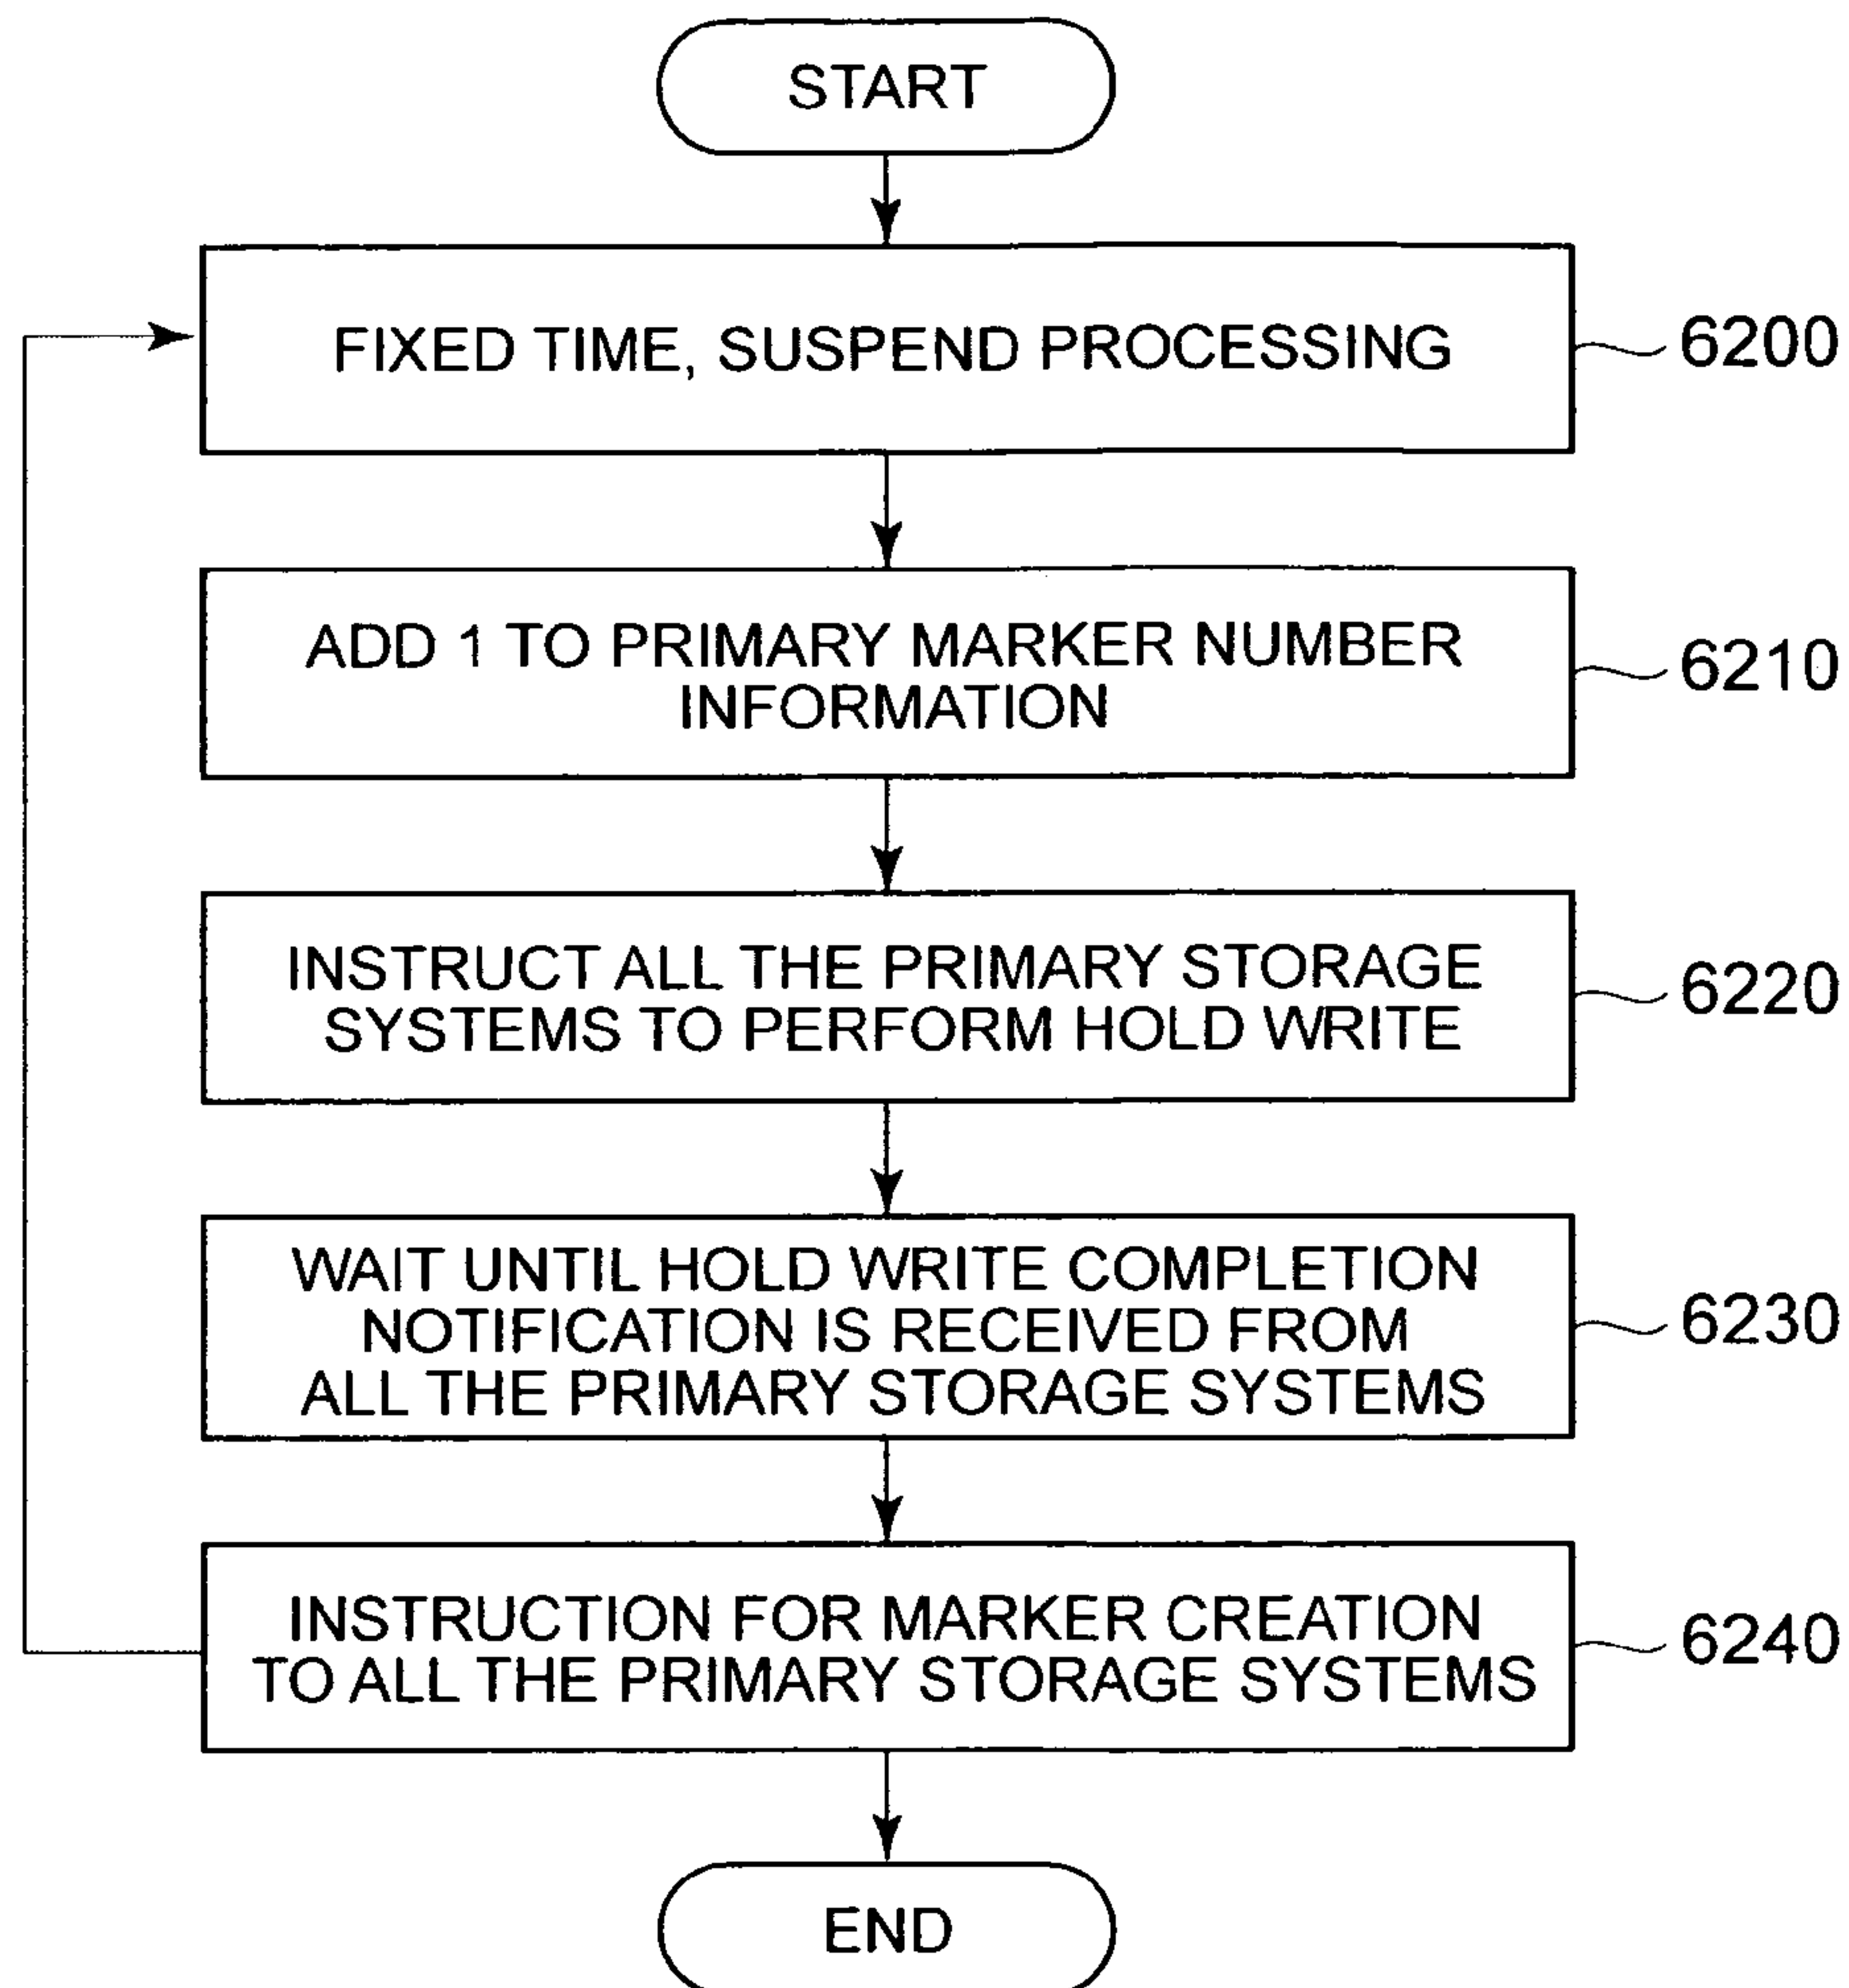 START
FIXED TIME, SUSPEND PROCESSING
6200
ADD 1 TO PRIMARY MARKER NUMBER
INFORMATION
6210
INSTRUCT ALL THE PRIMARY STORAGE
SYSTEMS TO PERFORM HOLD WRITE
6220
WAIT UNTIL HOLD WRITE COMPLETION
NOTIFICATION IS RECEIVED FROM
ALL THE PRIMARY STORAGE SYSTEMS
6230
INSTRUCTION FOR MARKER CREATION
TO ALL THE PRIMARY STORAGE SYSTEMS
6240
END